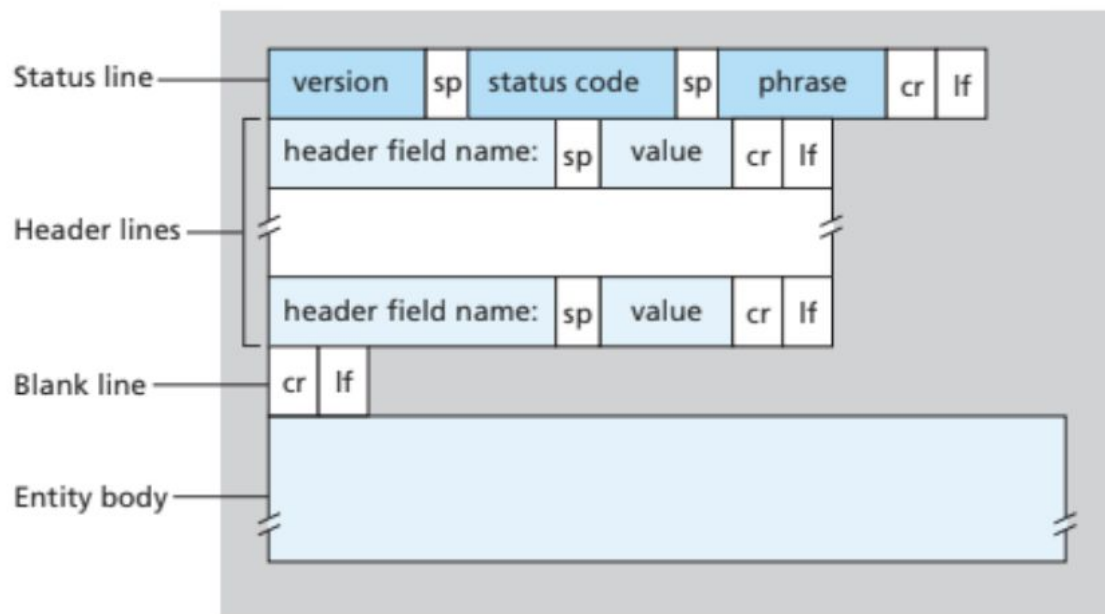 Status line
version sp status code sp phrase cr lf
header field name: sp value cr lf
Header lines
header field name: sp value cr lf
Blank line
cr lf
Entity body